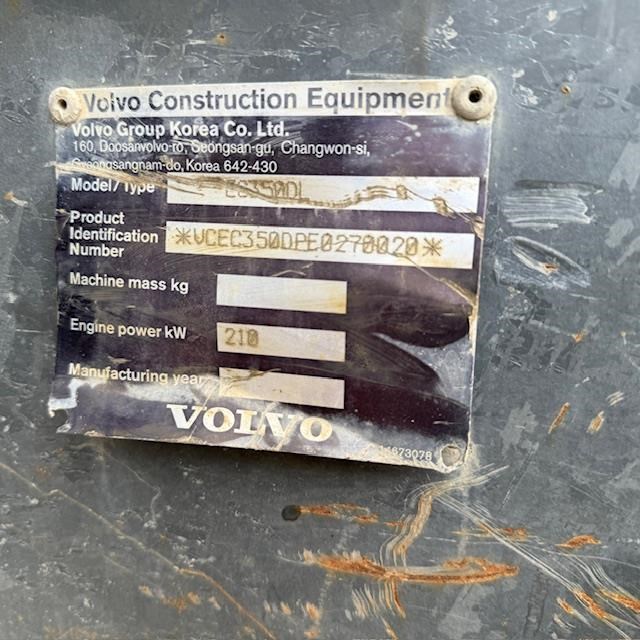 Volvo Construction Equipment
Volvo Group Korea Co. Ltd.
160, Doosanvolvo-ro, Seongsan-gu, Changwon-si,
Gyeongsangnam-do, Korea 642-430
Model/Type EC350DL
Product
Identification
Number *VCEC350DPE0270020*
Machine mass kg
Engine power kW 210
Manufacturing year
VOLVO